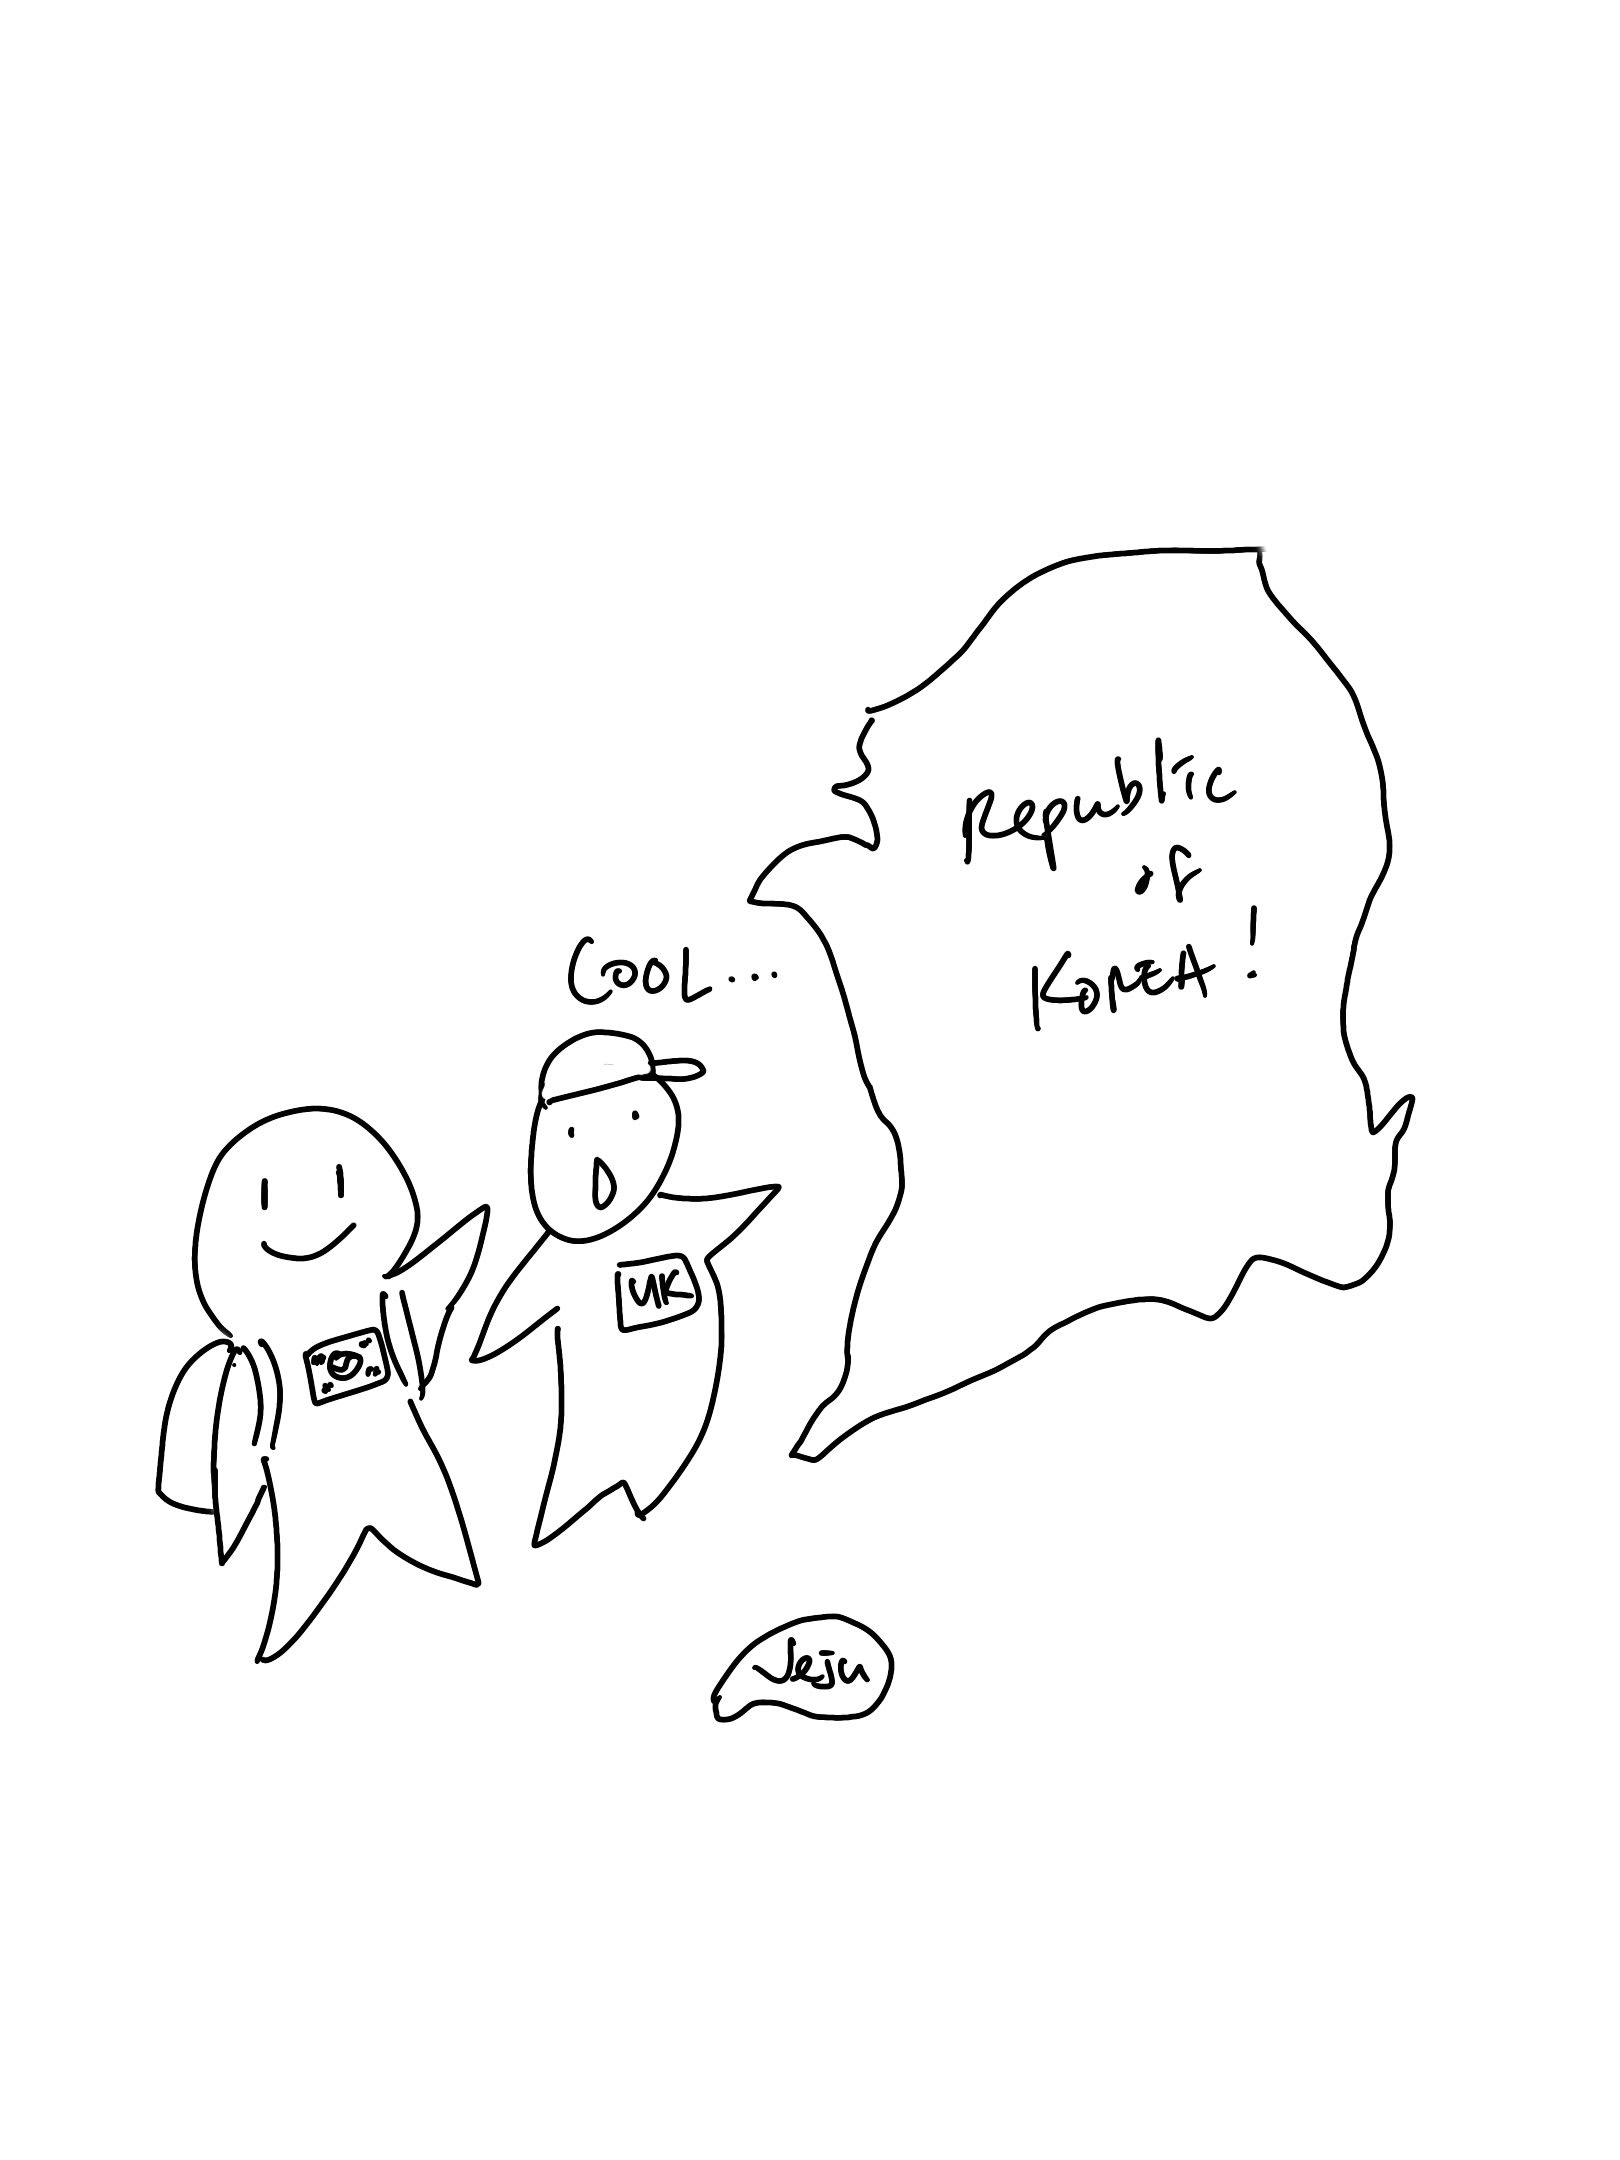 Republic
of
KOREA!
COOL...
UK
Jeju